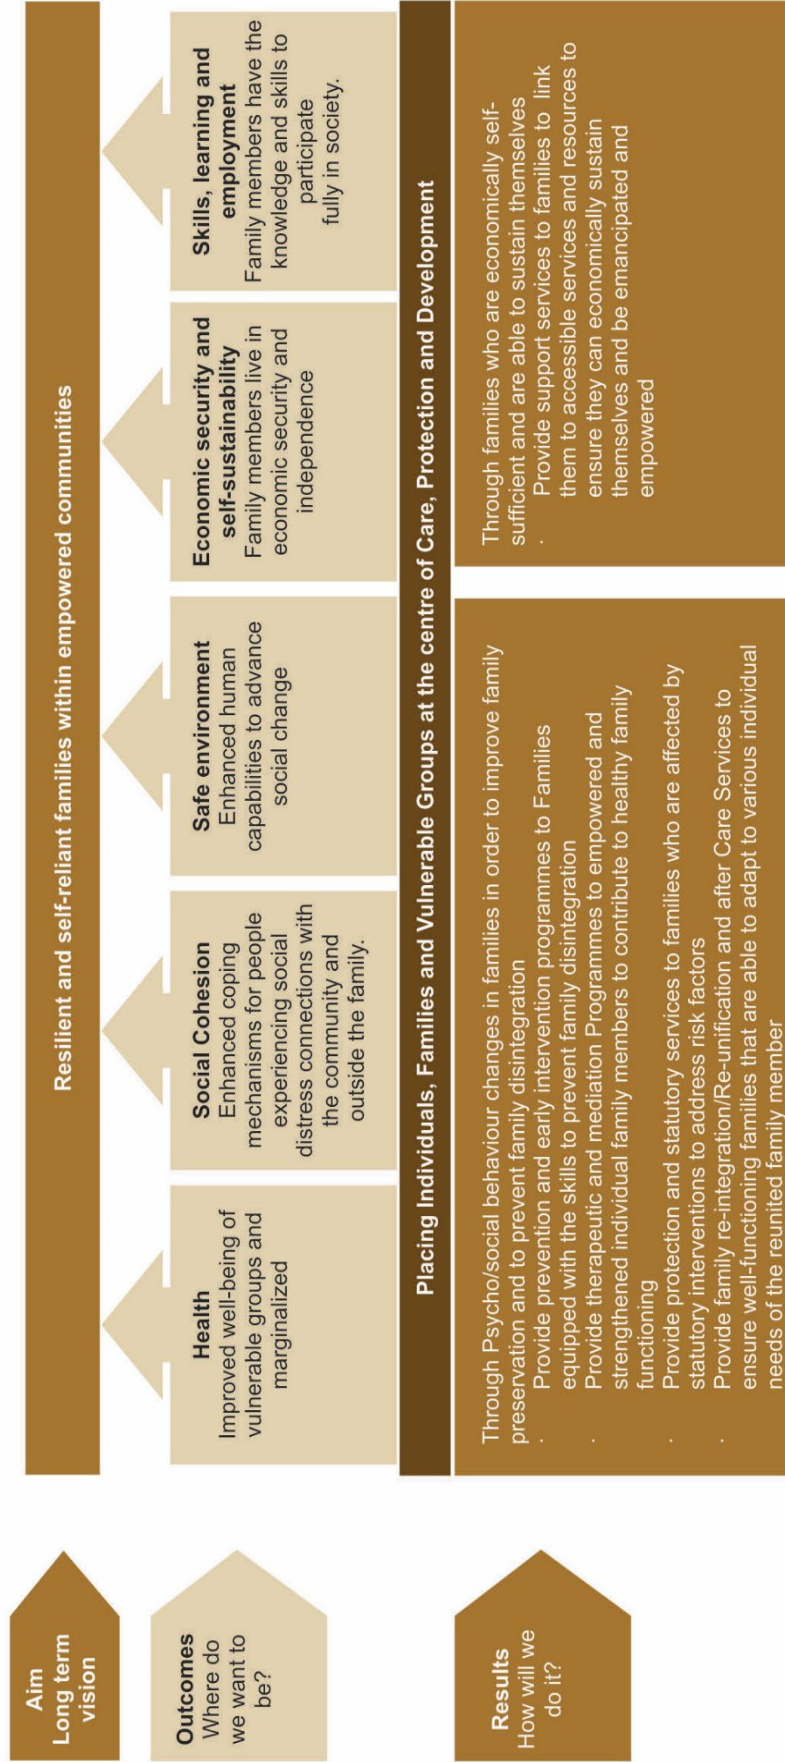 Aim
Long term
vision
Resilient and self-reliant families within empowered communities
Outcomes
Where do
we want to
be?
Health
Improved well-being of
vulnerable groups and
marginalized
Social Cohesion
Enhanced coping
mechanisms for people
experiencing social
distress connections with
the community and
outside the family.
Safe environment
Enhanced human
capabilities to advance
social change
Economic security and
self-sustainability
Family members live in
economic security and
independence
Skills, learning and
employment
Family members have the
knowledge and skills to
participate
fully in society.
Placing Individuals, Families and Vulnerable Groups at the centre of Care, Protection and Development
Results
How will we
do it?
Through Psycho/social behaviour changes in families in order to improve family
preservation and to prevent family disintegration
· Provide prevention and early intervention programmes to Families
equipped with the skills to prevent family disintegration
· Provide therapeutic and mediation Programmes to empowered and
strengthened individual family members to contribute to healthy family
functioning
· Provide protection and statutory services to families who are affected by
statutory interventions to address risk factors
· Provide family re-integration/Re-unification and after Care Services to
ensure well-functioning families that are able to adapt to various individual
needs of the reunited family member
Through families who are economically self-
sufficient and are able to sustain themselves
· Provide support services to families to link
them to accessible services and resources to
ensure they can economically sustain
themselves and be emancipated and
empowered